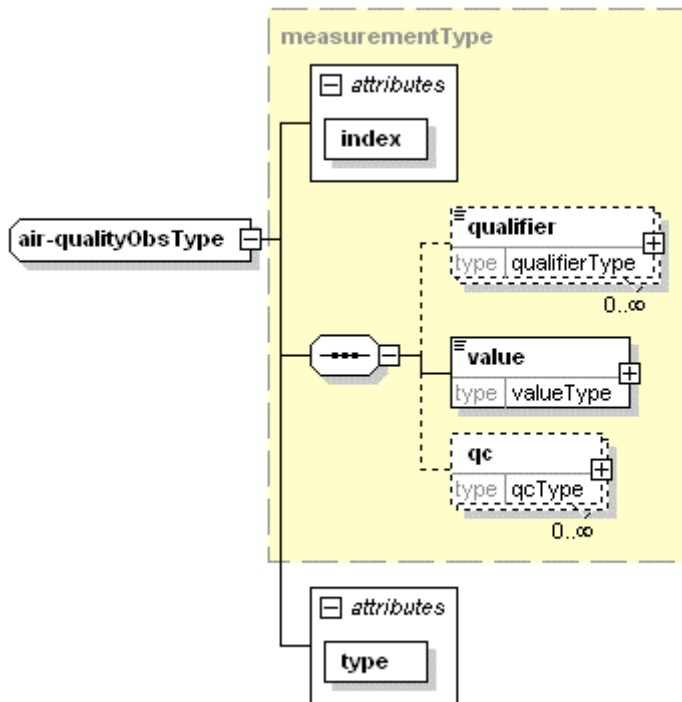 measurementType
attributes
index
air-qualityObsType
qualifier
type qualifierType
0..∞
value
type valueType
qc
type qcType
0..∞
attributes
type